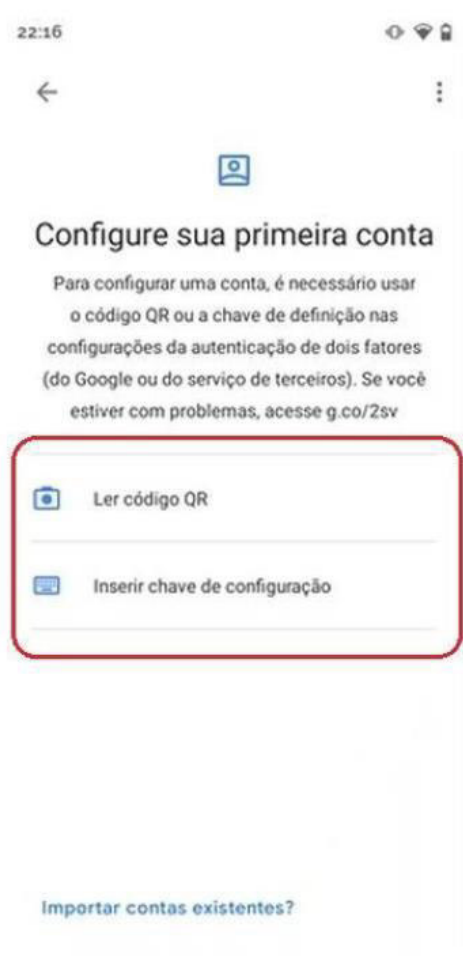 22:16
Configure sua primeira conta
Para configurar uma conta, é necessário usar
o código QR ou a chave de definição nas
configurações da autenticação de dois fatores
(do Google ou do serviço de terceiros). Se você
estiver com problemas, acesse g.co/2sv
Ler código QR
Inserir chave de configuração
Importar contas existentes?